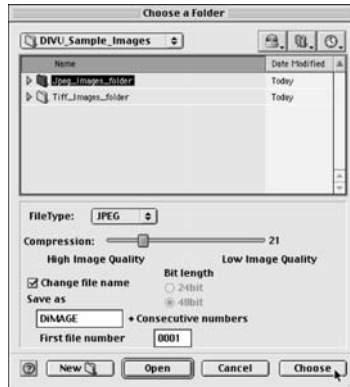 Choose a Folder
DIVU_Sample_Images
Name Date Modified
Jpeg_Images_folder Today
Tiff_Images_folder Today
FileType: JPEG
Compression: 21
High Image Quality Low Image Quality
Change file name Bit length
24bit
Save as 48bit
DiMAGE + Consecutive numbers
First file number 0001
? New Open Cancel Choose